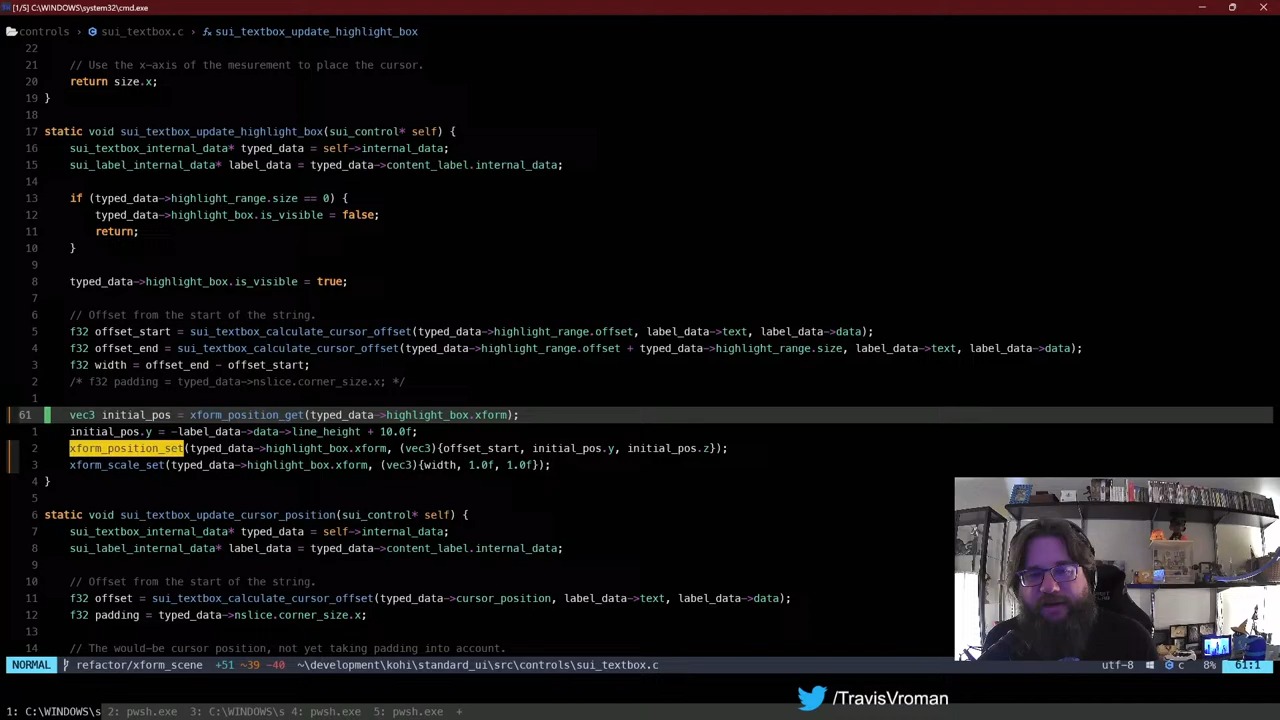 [1/5] C:\WINDOWS\system32\cmd.exe
controls > sui_textbox.c > sui_textbox_update_highlight_box
22
21 // Use the x-axis of the mesurement to place the cursor.
20 return size.x;
19 }
18
17 static void sui_textbox_update_highlight_box(sui_control* self) {
16 sui_textbox_internal_data* typed_data = self->internal_data;
15 sui_label_internal_data* label_data = typed_data->content_label.internal_data;
14
13 if (typed_data->highlight_range.size == 0) {
12 typed_data->highlight_box.is_visible = false;
11 return;
10 }
9
8 typed_data->highlight_box.is_visible = true;
7
6 // Offset from the start of the string.
5 f32 offset_start = sui_textbox_calculate_cursor_offset(typed_data->highlight_range.offset, label_data->text, label_data->data);
4 f32 offset_end = sui_textbox_calculate_cursor_offset(typed_data->highlight_range.offset + typed_data->highlight_range.size, label_data->text, label_data->data);
3 f32 width = offset_end - offset_start;
2 /* f32 padding = typed_data->nslice.corner_size.x; */
1
61 vec3 initial_pos = xform_position_get(typed_data->highlight_box.xform);
1 initial_pos.y = -label_data->data->line_height + 10.0f;
2 xform_position_set(typed_data->highlight_box.xform, (vec3){offset_start, initial_pos.y, initial_pos.z});
3 xform_scale_set(typed_data->highlight_box.xform, (vec3){width, 1.0f, 1.0f});
4 }
5
6 static void sui_textbox_update_cursor_position(sui_control* self) {
7 sui_textbox_internal_data* typed_data = self->internal_data;
8 sui_label_internal_data* label_data = typed_data->content_label.internal_data;
9
10 // Offset from the start of the string.
11 f32 offset = sui_textbox_calculate_cursor_offset(typed_data->cursor_position, label_data->text, label_data->data);
12 f32 padding = typed_data->nslice.corner_size.x;
13
14 // The would-be cursor position, not yet taking padding into account.
NORMAL refactor/xform_scene +51 ~39 -40 ~\development\kohi\standard_ui\src\controls\sui_textbox.c utf-8 c 8% 61:1
/TravisVroman
1: C:\WINDOWS\s 2: pwsh.exe 3: C:\WINDOWS\s 4: pwsh.exe 5: pwsh.exe +